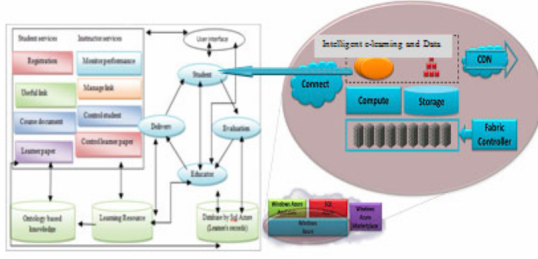 Student services
Instructor services
User interface
Registration
Monitor performance
Useful link
Manage link
Course document
Control student
Learner paper
Control learner paper
Student
Delivers
Evaluation
Educator
Ontology based
knowledge
Learning Resource
Database by Sql Azure
(Learner's records)
Intelligent e-learning and Data
CDN
Connect
Compute
Storage
Fabric
Controller
Windows Azure
SQL
Windows
Azure
Marketplace
Windows
Azure